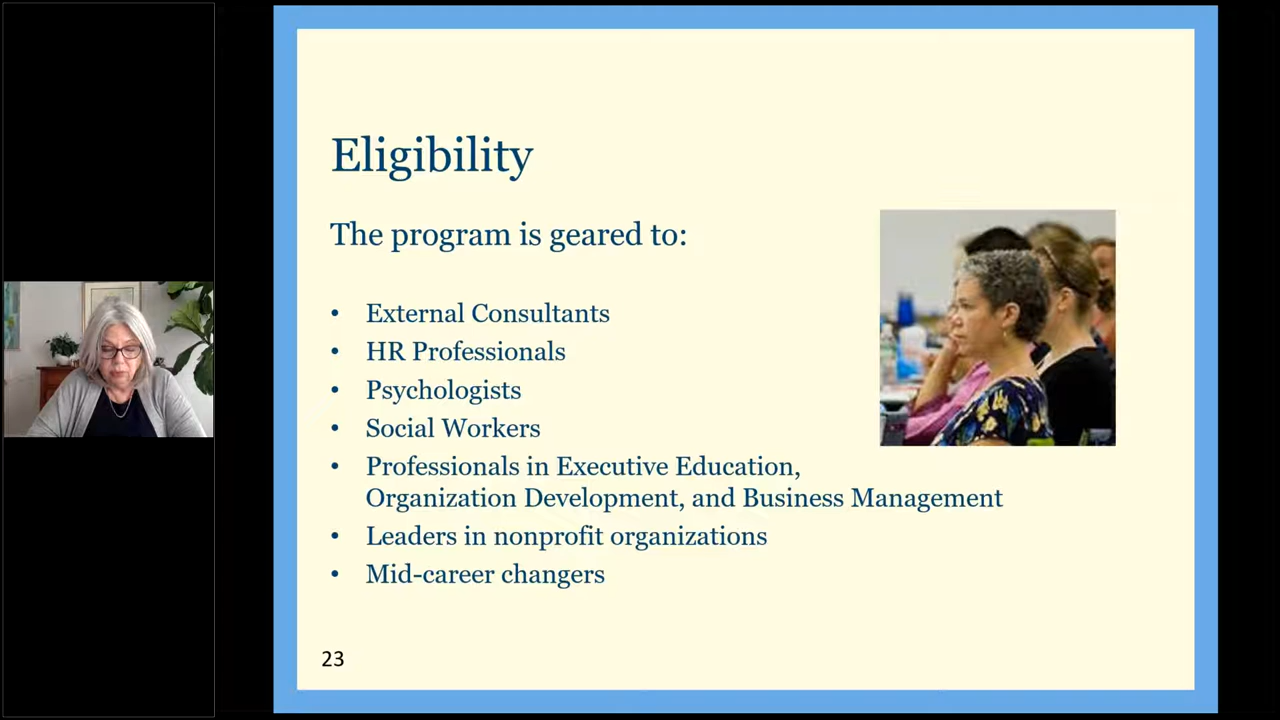 Eligibility
The program is geared to:
• External Consultants
• HR Professionals
• Psychologists
• Social Workers
• Professionals in Executive Education,
Organization Development, and Business Management
• Leaders in nonprofit organizations
• Mid-career changers
23